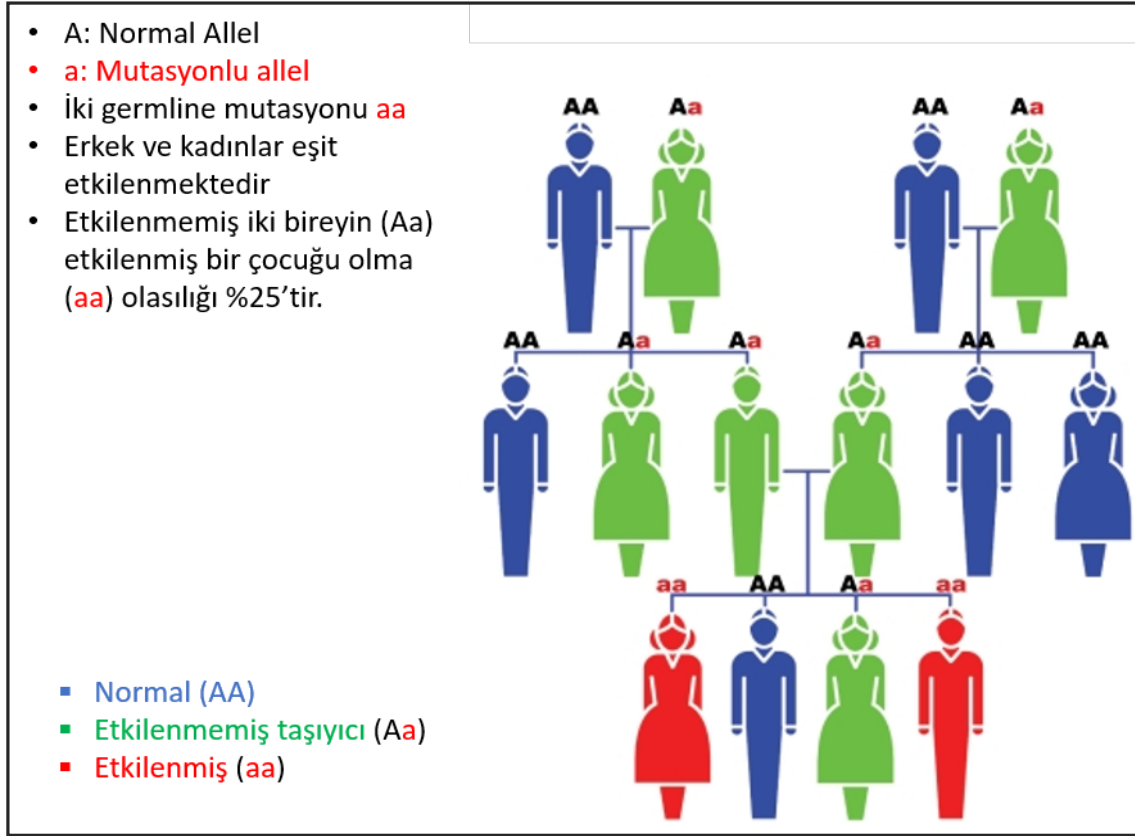 • A: Normal Allel
• a: Mutasyonlu allel
• İki germline mutasyonu aa
• Erkek ve kadınlar eşit
etkilenmektedir
• Etkilenmemiş iki bireyin (Aa)
etkilenmiş bir çocuğu olma
(aa) olasılığı %25’tir.
AA Aa AA Aa
AA Aa Aa Aa AA AA
aa AA Aa aa
▪ Normal (AA)
▪ Etkilenmemiş taşıyıcı (Aa)
▪ Etkilenmiş (aa)